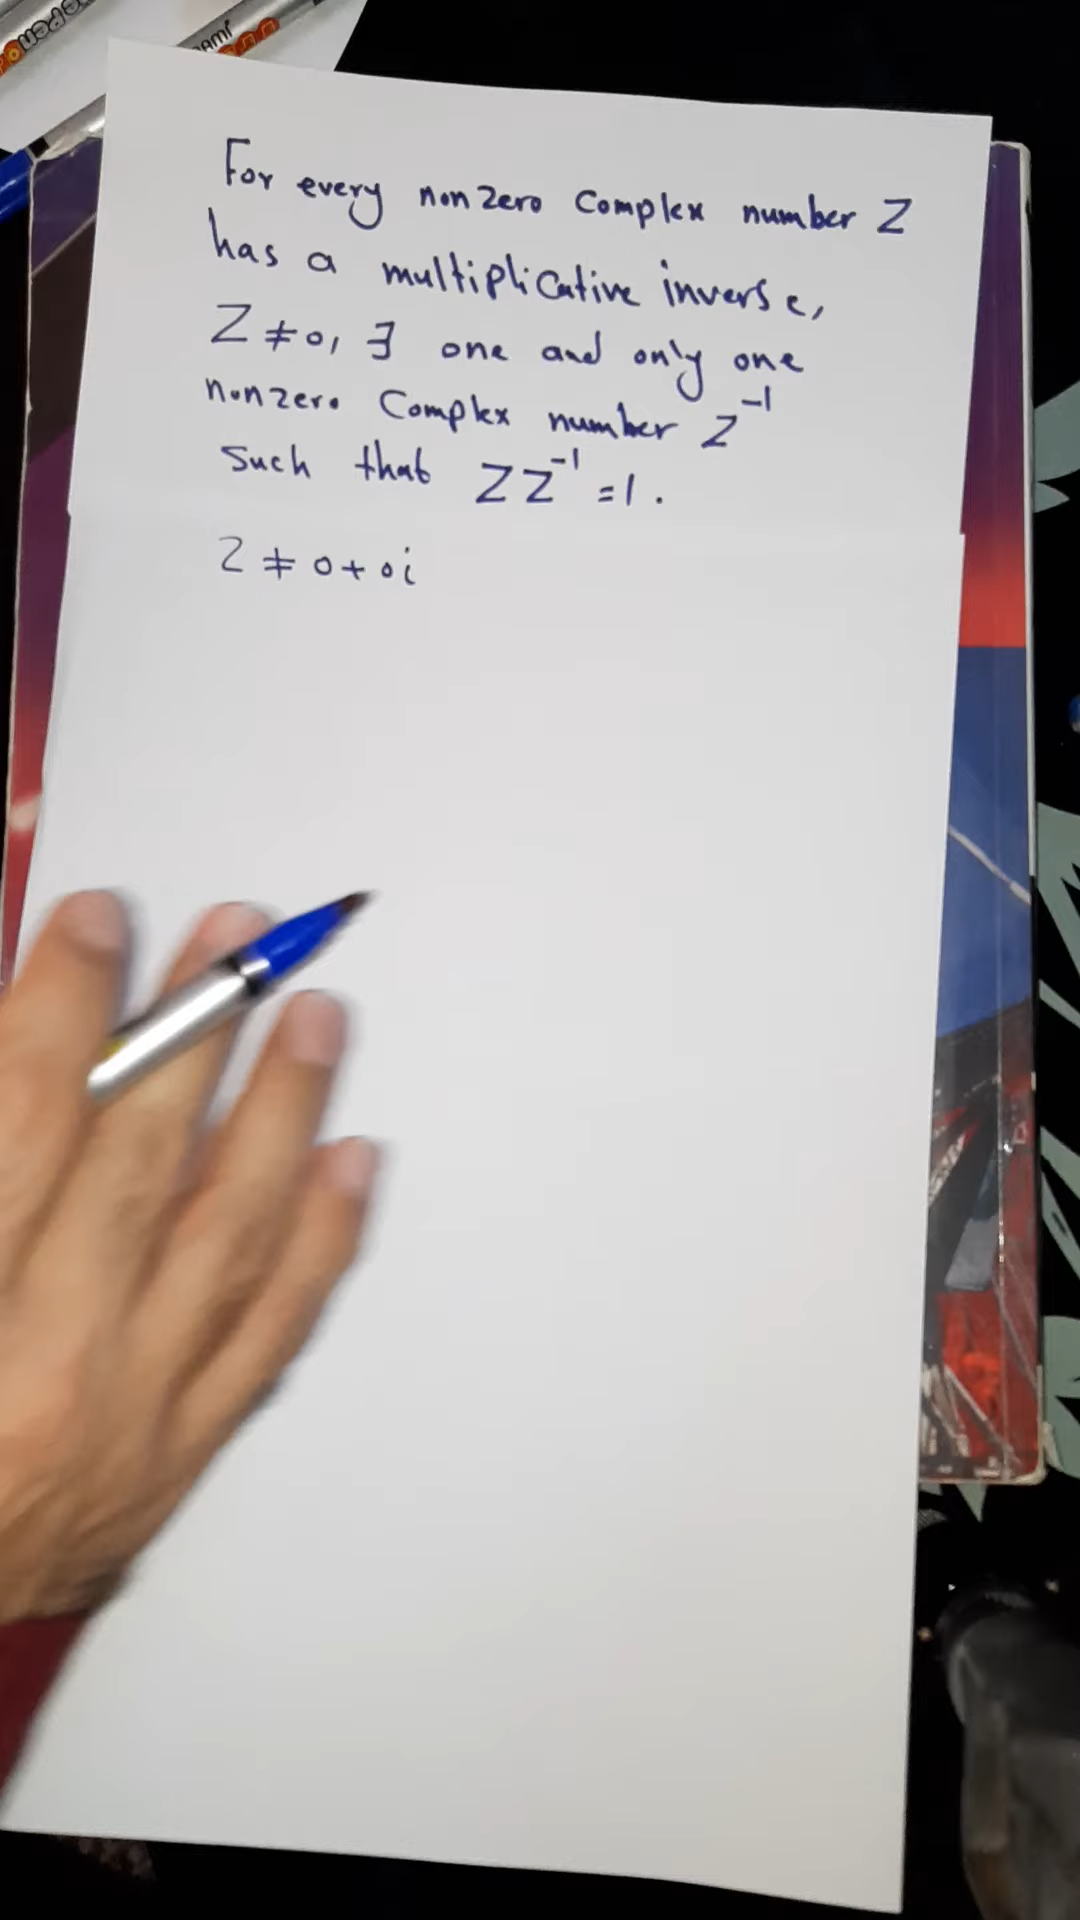 For every nonzero Complex number Z
has a multiplicative inverse,
Z ≠ 0, ∃ one and only one
nonzero Complex number Z⁻¹
such that ZZ⁻¹ = 1.
Z ≠ 0 + 0i